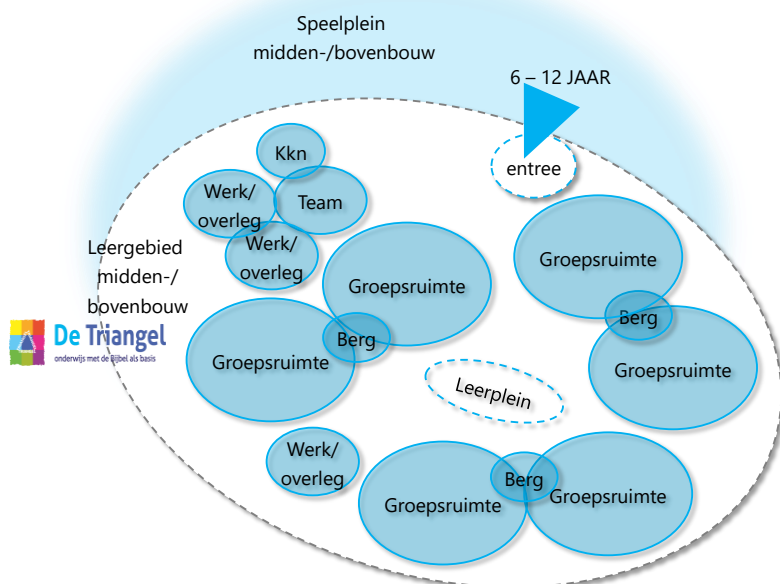 Speelplein
midden-/bovenbouw
6 – 12 JAAR
entree
Kkn
Werk/
overleg
Team
Werk/
overleg
Leergebied
midden-/
bovenbouw
De Triangel
onderwijs met de Bijbel als basis
Groepsruimte
Groepsruimte
Berg
Groepsruimte
Berg
Groepsruimte
Leerplein
Werk/
overleg
Berg
Groepsruimte
Groepsruimte